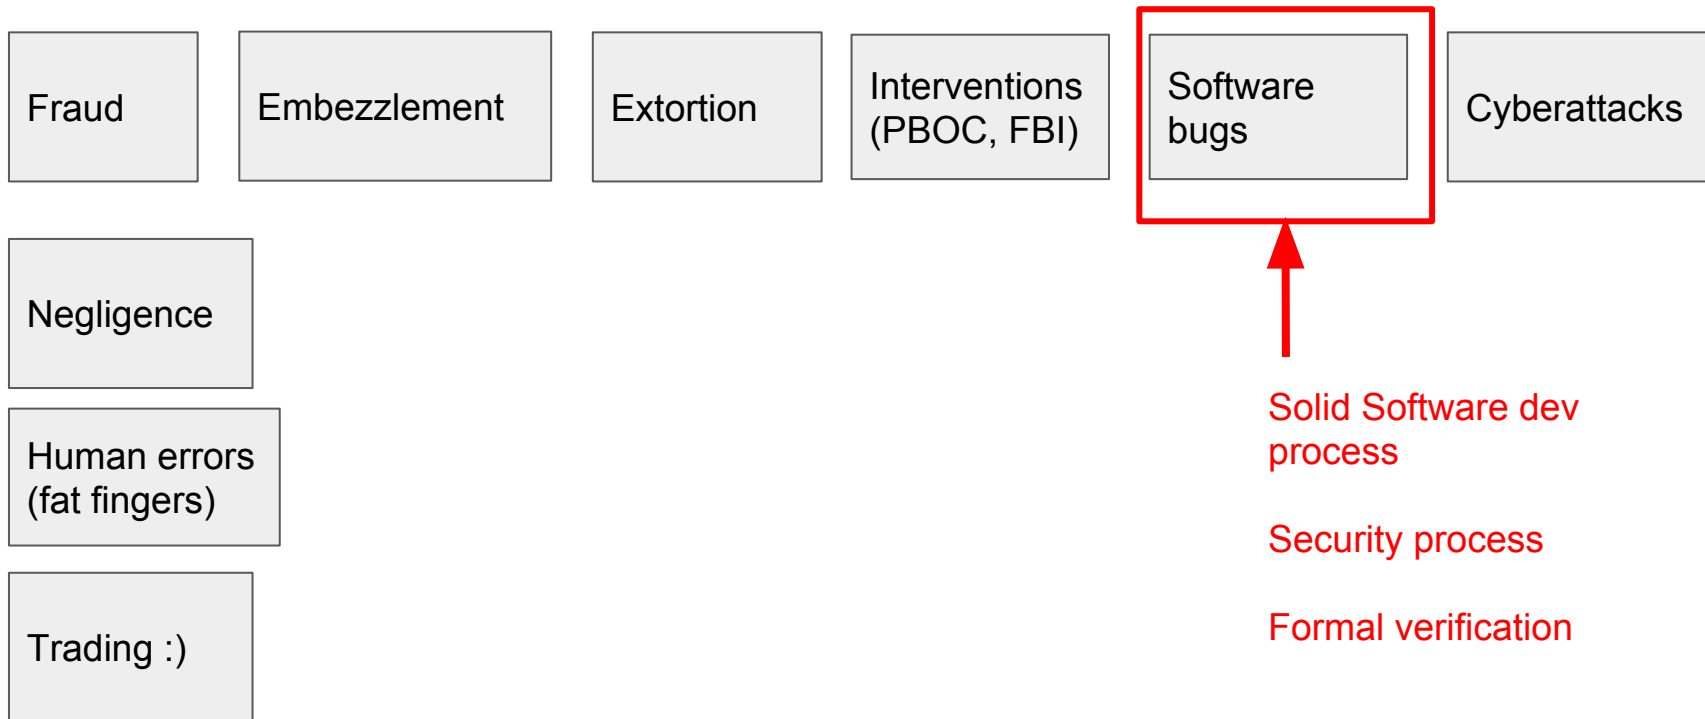 Fraud
Embezzlement
Extortion
Interventions
(PBOC, FBI)
Software
bugs
Cyberattacks
Negligence
Human errors
(fat fingers)
Trading :)
Solid Software dev
process
Security process
Formal verification